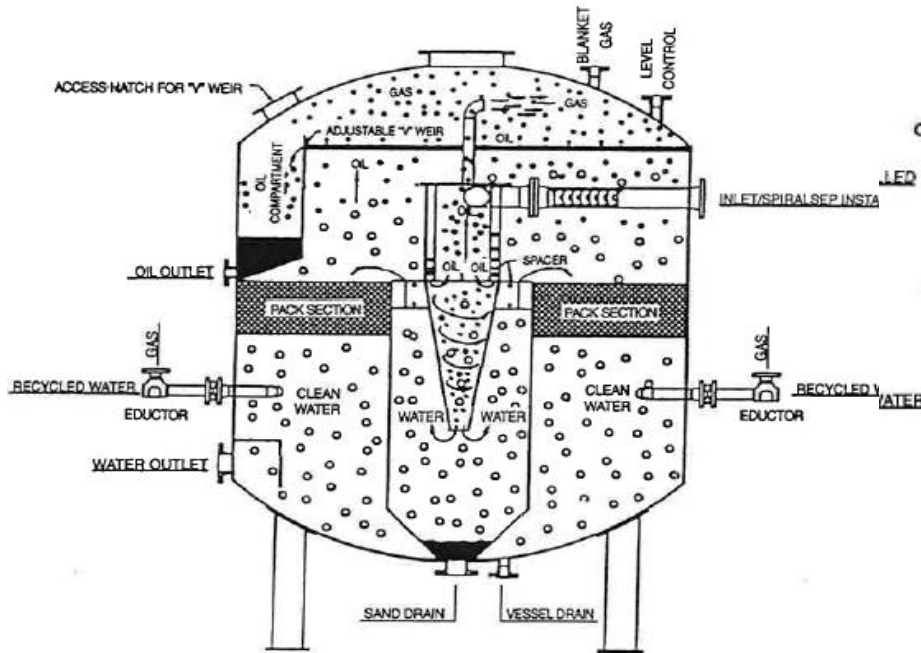 BLANKET
GAS
LEVEL
CONTROL
ACCESS HATCH FOR "V" WEIR
GAS
GAS
ADJUSTABLE "V" WEIR
OIL
OIL
COMPARTMENT
OIL
LED
INLET/SPIRALSEP INSTA
OIL
OIL
SPACER
OIL OUTLET
PACK SECTION
PACK SECTION
GAS
GAS
RECYCLED WATER
EDUCTOR
CLEAN
WATER
CLEAN
WATER
RECYCLED
WATER
EDUCTOR
WATER
WATER
WATER OUTLET
SAND DRAIN
VESSEL DRAIN